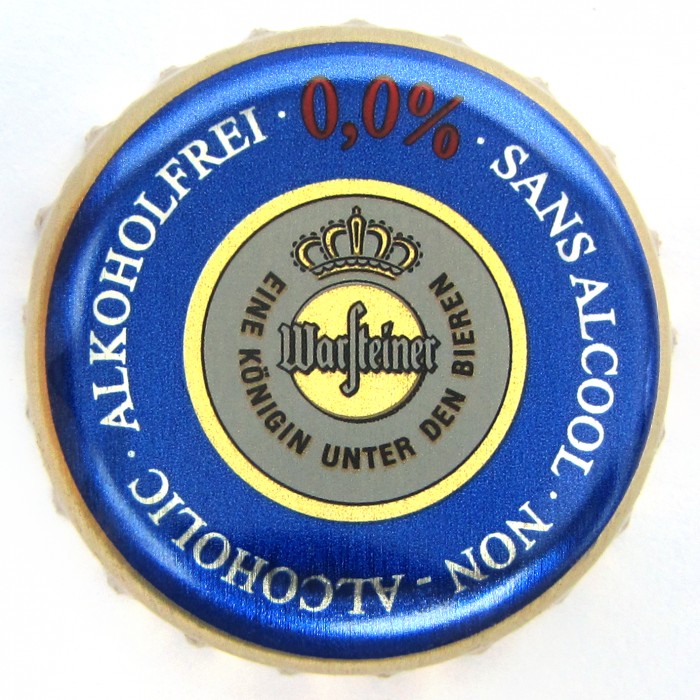 0,0%
· SANS ALCOOL · NON - ALCOHOLIC · ALKOHOLFREI ·
Warsteiner
EINE KÖNIGIN UNTER DEN BIEREN